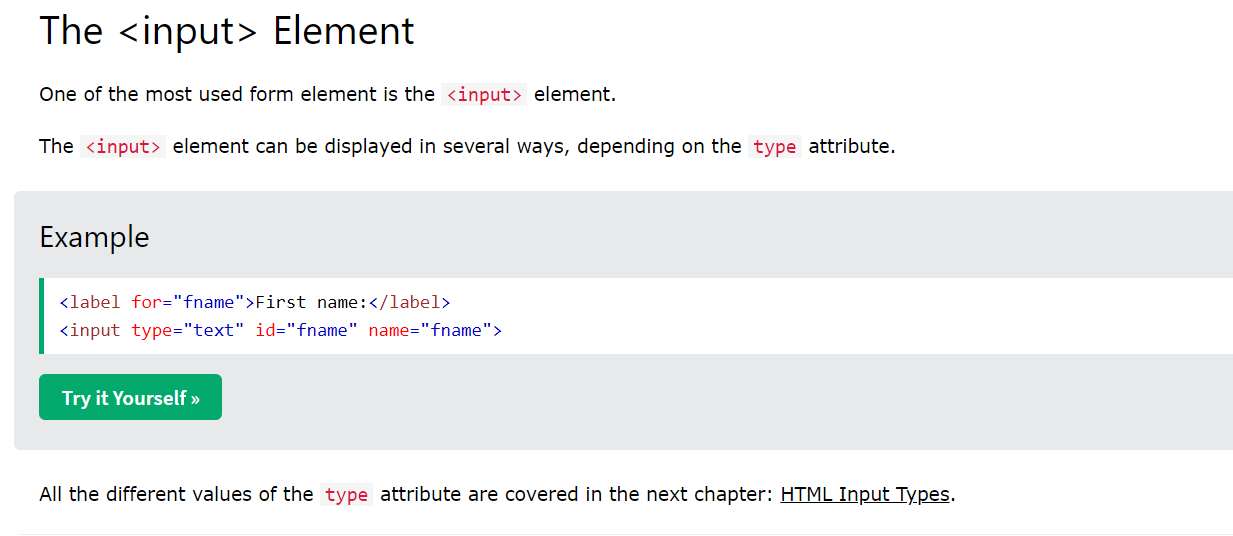 The <input> Element
One of the most used form element is the <input> element.
The <input> element can be displayed in several ways, depending on the type attribute.
Example
<label for="fname">First name:</label>
<input type="text" id="fname" name="fname">
Try it Yourself »
All the different values of the type attribute are covered in the next chapter: HTML Input Types.